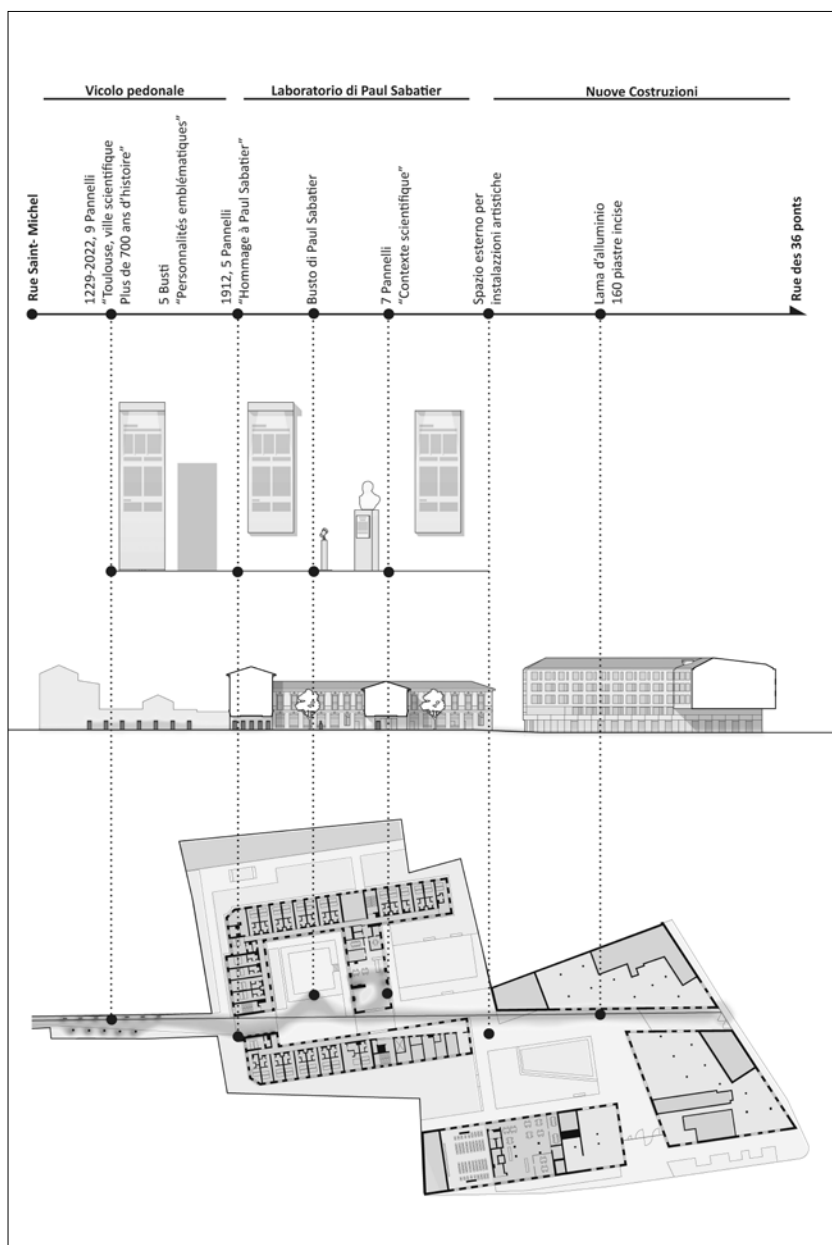 Vicolo pedonale
Laboratorio di Paul Sabatier
Nuove Costruzioni
Rue Saint- Michel
1229-2022, 9 Pannelli
“Toulouse, ville scientifique
Plus de 700 ans d’histoire”
5 Busti
“Personnalités emblématiques”
1912, 5 Pannelli
“Hommage à Paul Sabatier”
Busto di Paul Sabatier
7 Pannelli
“Contexte scientifique”
Spazio esterno per
instalazzioni artistiche
Lama d’alluminio
160 piastre incise
Rue des 36 ponts